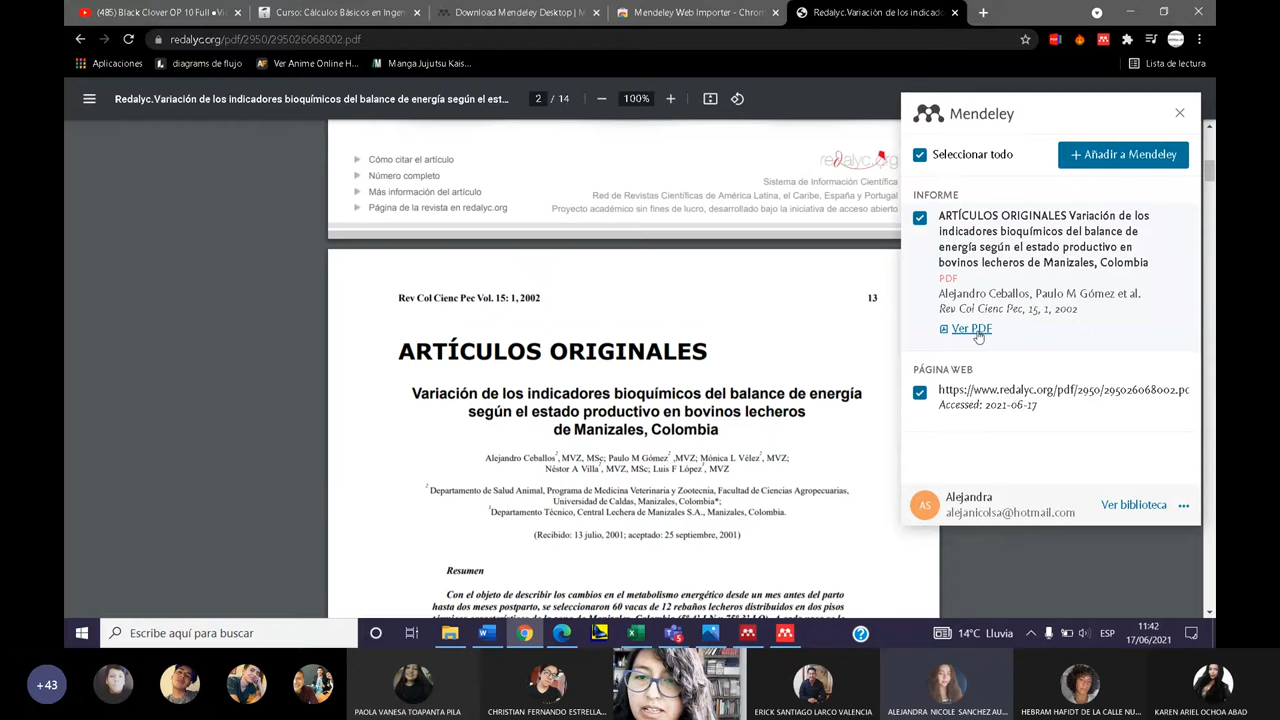 (485) Black Clover OP 10 Full
Curso: Cálculos Básicos en Ingen
Download Mendeley Desktop | M
Mendeley Web Importer - Chrom
Redalyc.Variación de los indicado
redalyc.org/pdf/2950/295026068002.pdf
Aplicaciones
diagrams de flujo
Ver Anime Online H...
Manga Jujutsu Kais...
Lista de lectura
Redalyc.Variación de los indicadores bioquímicos del balance de energía según el est...
2 / 14
100%
Cómo citar el artículo
Número completo
Más información del artículo
Página de la revista en redalyc.org
redalyc.org
Sistema de Información Científica
Red de Revistas Científicas de América Latina, el Caribe, España y Portugal
Proyecto académico sin fines de lucro, desarrollado bajo la iniciativa de acceso abierto
Rev Col Cienc Pec Vol. 15: 1, 2002
13
ARTÍCULOS ORIGINALES
Variación de los indicadores bioquímicos del balance de energía
según el estado productivo en bovinos lecheros
de Manizales, Colombia
Alejandro Ceballos, MVZ, MSc; Paulo M Gómez, MVZ; Mónica L Vélez, MVZ;
Néstor A Villa, MVZ, MSc; Luis F López, MVZ
Departamento de Salud Animal, Programa de Medicina Veterinaria y Zootecnia, Facultad de Ciencias Agropecuarias,
Universidad de Caldas, Manizales, Colombia*;
Departamento Técnico, Central Lechera de Manizales S.A., Manizales, Colombia.
(Recibido: 13 julio, 2001; aceptado: 25 septiembre, 2001)
Resumen
Con el objeto de describir los cambios en el metabolismo energético desde un mes antes del parto
hasta dos meses postparto, se seleccionaron 60 vacas de 12 rebaños lecheros distribuidos en dos pisos
Mendeley
Seleccionar todo
+ Añadir a Mendeley
INFORME
ARTÍCULOS ORIGINALES Variación de los
indicadores bioquímicos del balance de
energía según el estado productivo en
bovinos lecheros de Manizales, Colombia
PDF
Alejandro Ceballos, Paulo M Gómez et al.
Rev Col Cienc Pec, 15, 1, 2002
Ver PDF
PÁGINA WEB
https://www.redalyc.org/pdf/2950/295026068002.pd
Accessed: 2021-06-17
AS
Alejandra
alejanicolsa@hotmail.com
Ver biblioteca
Escribe aquí para buscar
14°C Lluvia
ESP
11:42
17/06/2021
+43
PAOLA VANESA TOAPANTA PILA
CHRISTIAN FERNANDO ESTRELLA...
ERICK SANTIAGO LARCO VALENCIA
ALEJANDRA NICOLE SANCHEZ AU...
HEBRAM HAFIDT DE LA CALLE NU...
KAREN ARIEL OCHOA ABAD